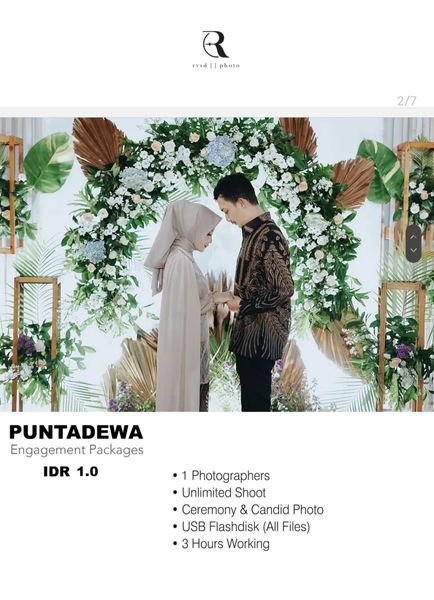 R
rvsd || photo
2/7
PUNTADEWA
Engagement Packages
IDR 1.0
• 1 Photographers
• Unlimited Shoot
• Ceremony & Candid Photo
• USB Flashdisk (All Files)
• 3 Hours Working